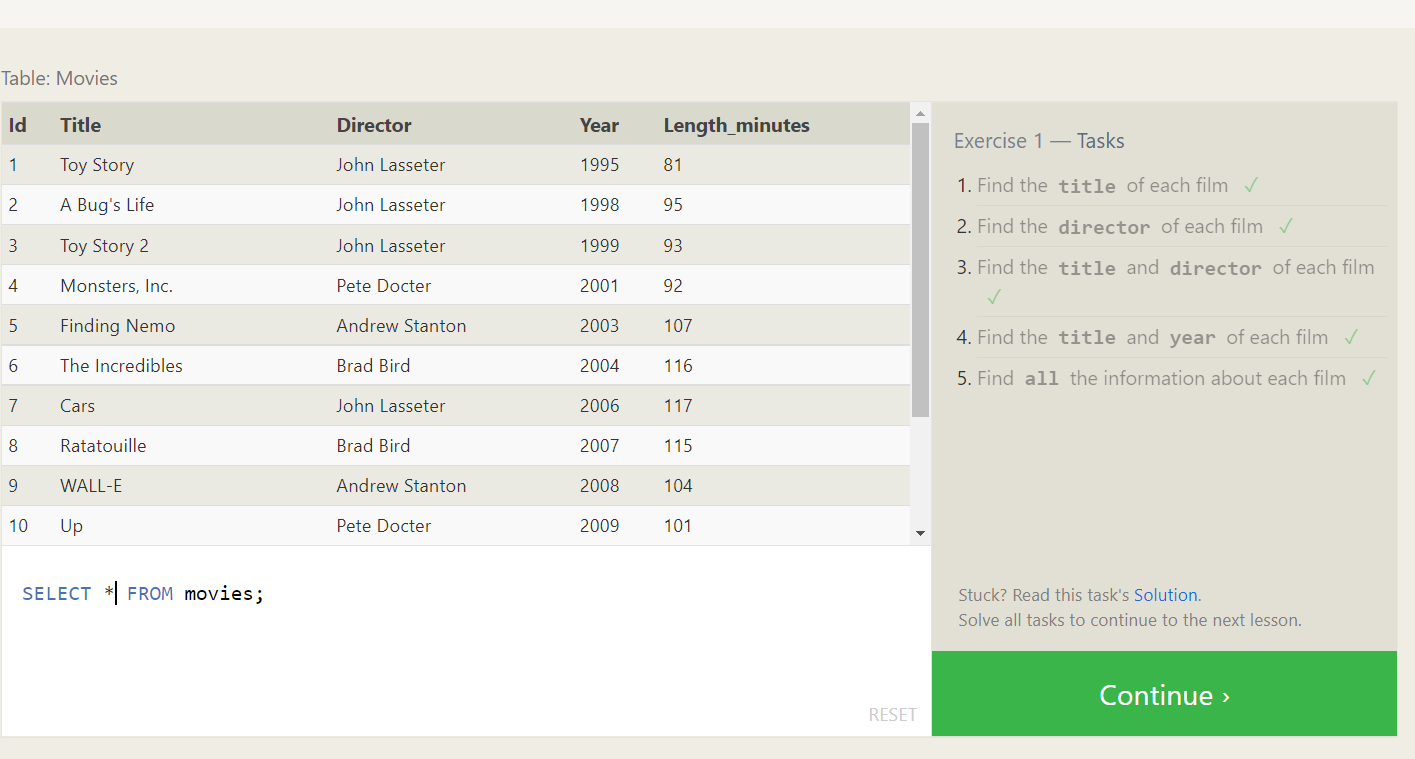 Table: Movies
Id Title Director Year Length_minutes
1 Toy Story John Lasseter 1995 81
2 A Bug's Life John Lasseter 1998 95
3 Toy Story 2 John Lasseter 1999 93
4 Monsters, Inc. Pete Docter 2001 92
5 Finding Nemo Andrew Stanton 2003 107
6 The Incredibles Brad Bird 2004 116
7 Cars John Lasseter 2006 117
8 Ratatouille Brad Bird 2007 115
9 WALL-E Andrew Stanton 2008 104
10 Up Pete Docter 2009 101
SELECT * FROM movies;
RESET
Exercise 1 — Tasks
1. Find the title of each film ✓
2. Find the director of each film ✓
3. Find the title and director of each film
✓
4. Find the title and year of each film ✓
5. Find all the information about each film ✓
Stuck? Read this task's Solution.
Solve all tasks to continue to the next lesson.
Continue ›